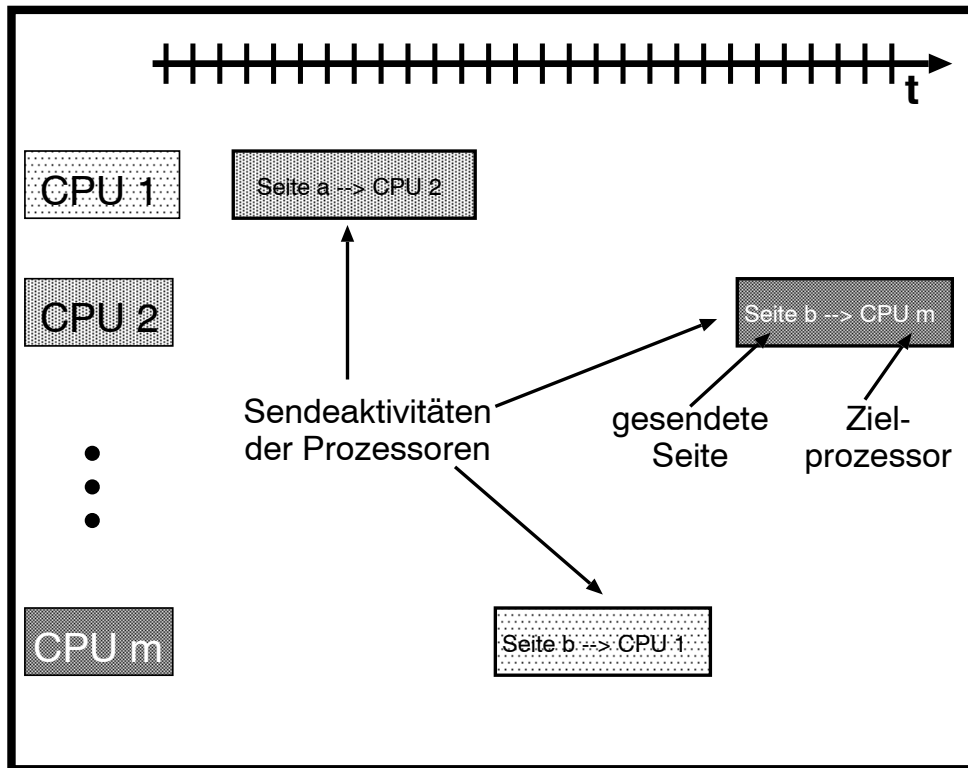 t
CPU 1
Seite a --> CPU 2
CPU 2
Seite b --> CPU m
Sendeaktivitäten
der Prozessoren
gesendete
Seite
Ziel-
prozessor
CPU m
Seite b --> CPU 1